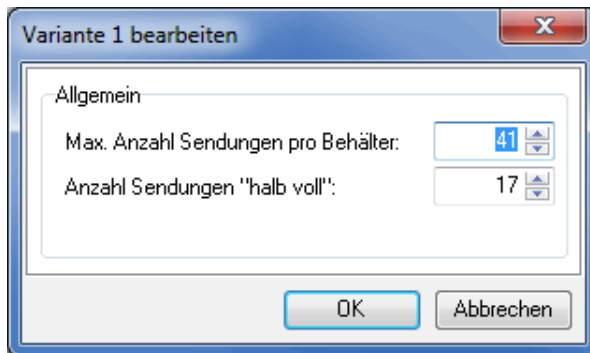 Variante 1 bearbeiten
Allgemein
Max. Anzahl Sendungen pro Behälter: 41
Anzahl Sendungen "halb voll": 17
OK Abbrechen